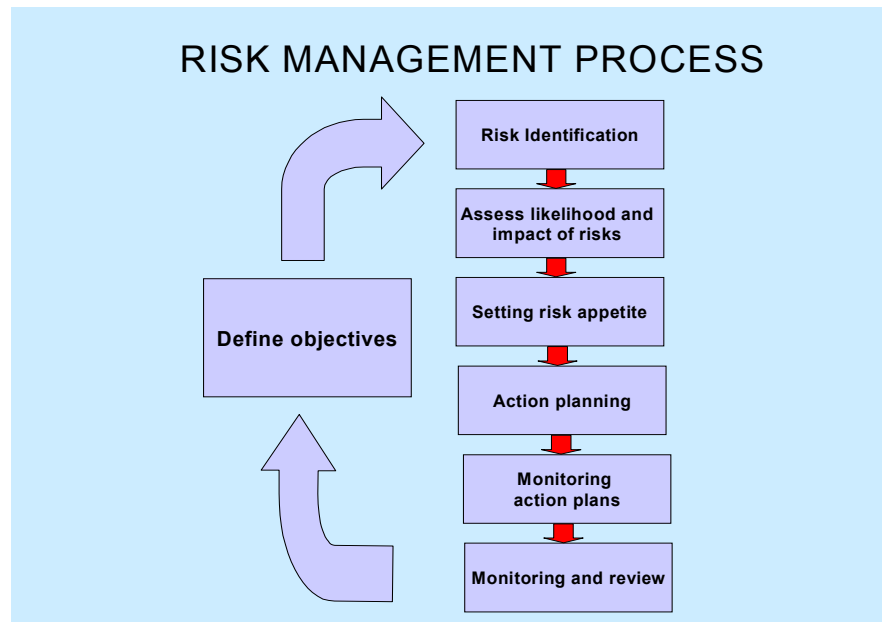 RISK MANAGEMENT PROCESS
Risk Identification
Assess likelihood and
impact of risks
Setting risk appetite
Define objectives
Action planning
Monitoring
action plans
Monitoring and review